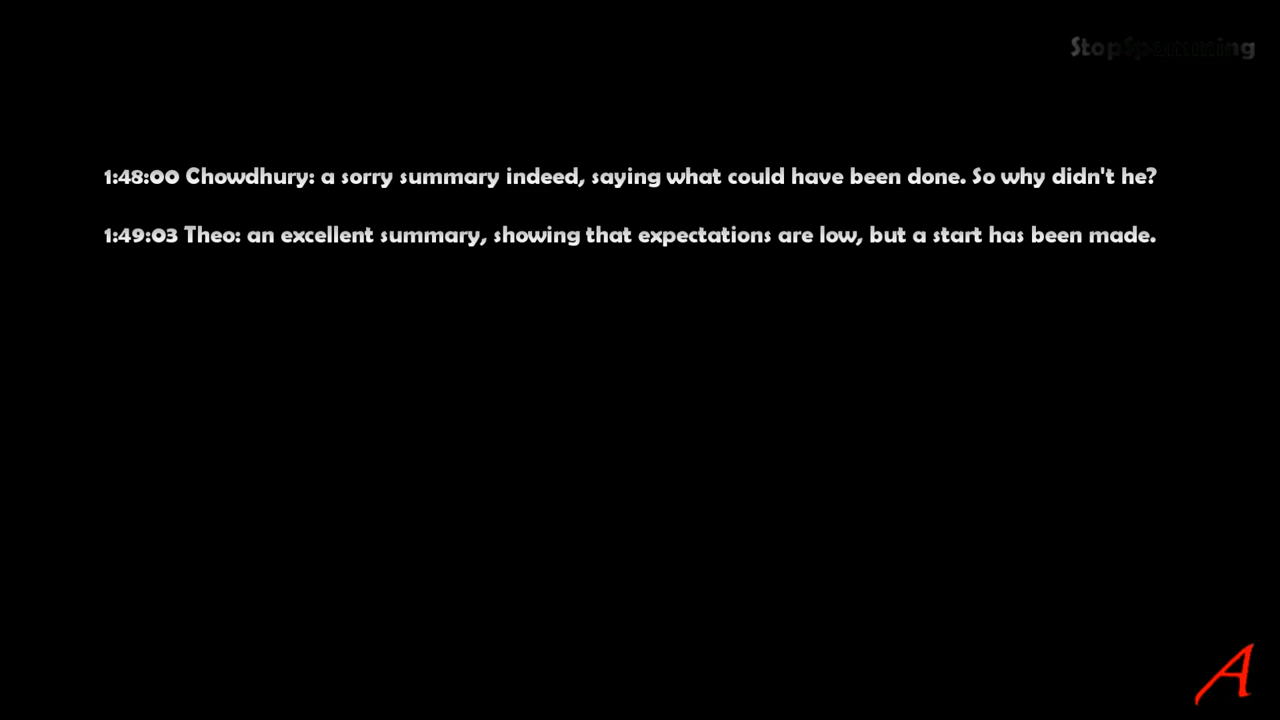 StopSpamming
1:48:00 Chowdhury: a sorry summary indeed, saying what could have been done. So why didn't he?
1:49:03 Theo: an excellent summary, showing that expectations are low, but a start has been made.
A